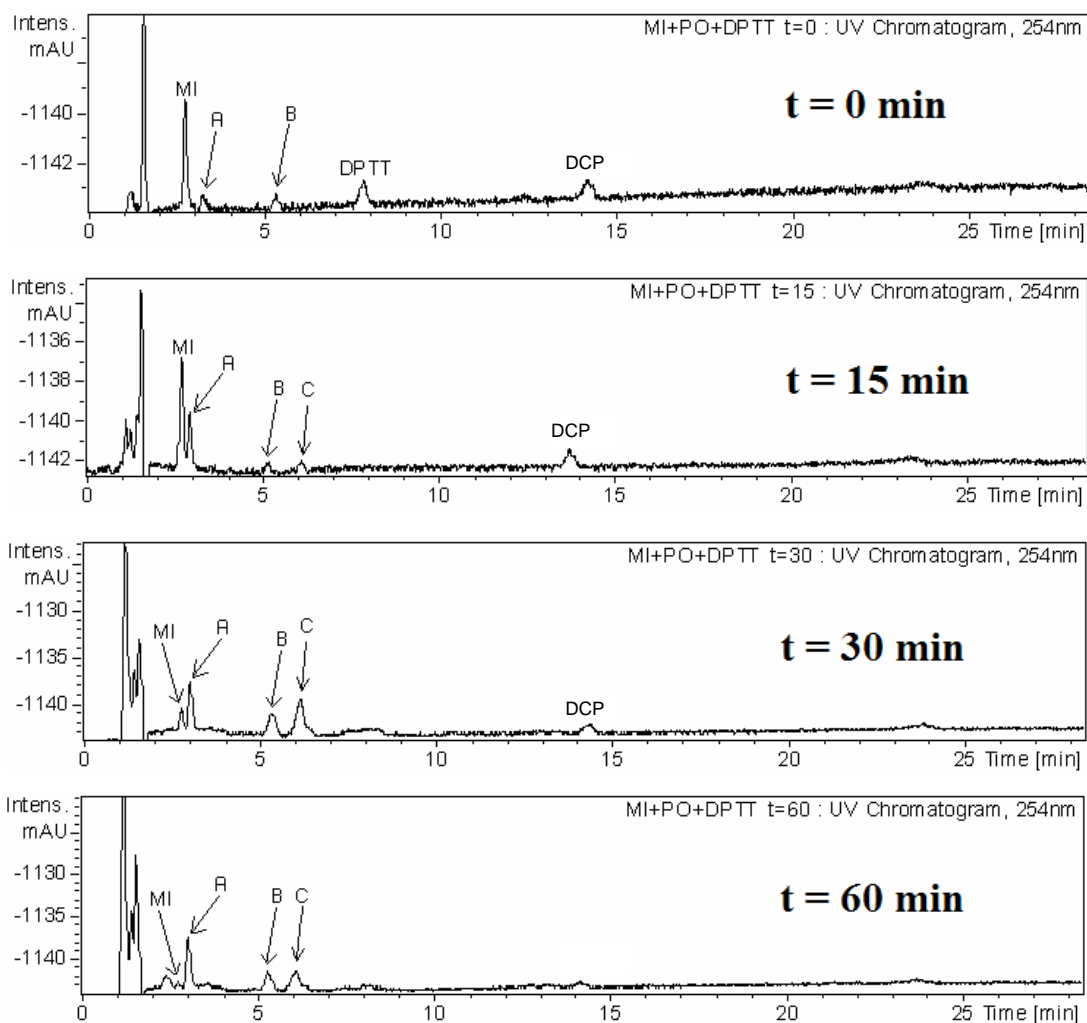 Intens. MI+PO+DPTT t=0 : UV Chromatogram, 254nm
mAU
t = 0 min
MI
A
B
DPTT
DCP
-1140
-1142
0 5 10 15 20 25 Time [min]
Intens. MI+PO+DPTT t=15 : UV Chromatogram, 254nm
mAU
-1136
MI
A
t = 15 min
-1138
B
C
-1140
DCP
-1142
0 5 10 15 20 25 Time [min]
Intens. MI+PO+DPTT t=30 : UV Chromatogram, 254nm
mAU
-1130
MI
A
B
C
t = 30 min
-1135
-1140
DCP
0 5 10 15 20 25 Time [min]
Intens. MI+PO+DPTT t=60 : UV Chromatogram, 254nm
mAU
-1130
MI
A
B
C
t = 60 min
-1135
-1140
0 5 10 15 20 25 Time [min]